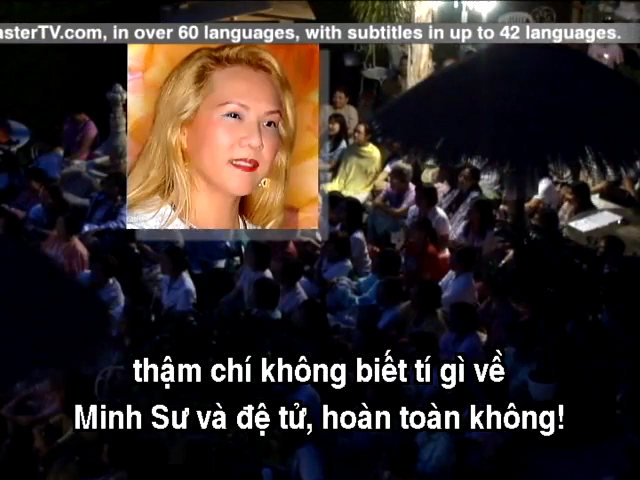 asterTV.com, in over 60 languages, with subtitles in up to 42 languages.
thậm chí không biết tí gì về
Minh Sư và đệ tử, hoàn toàn không!